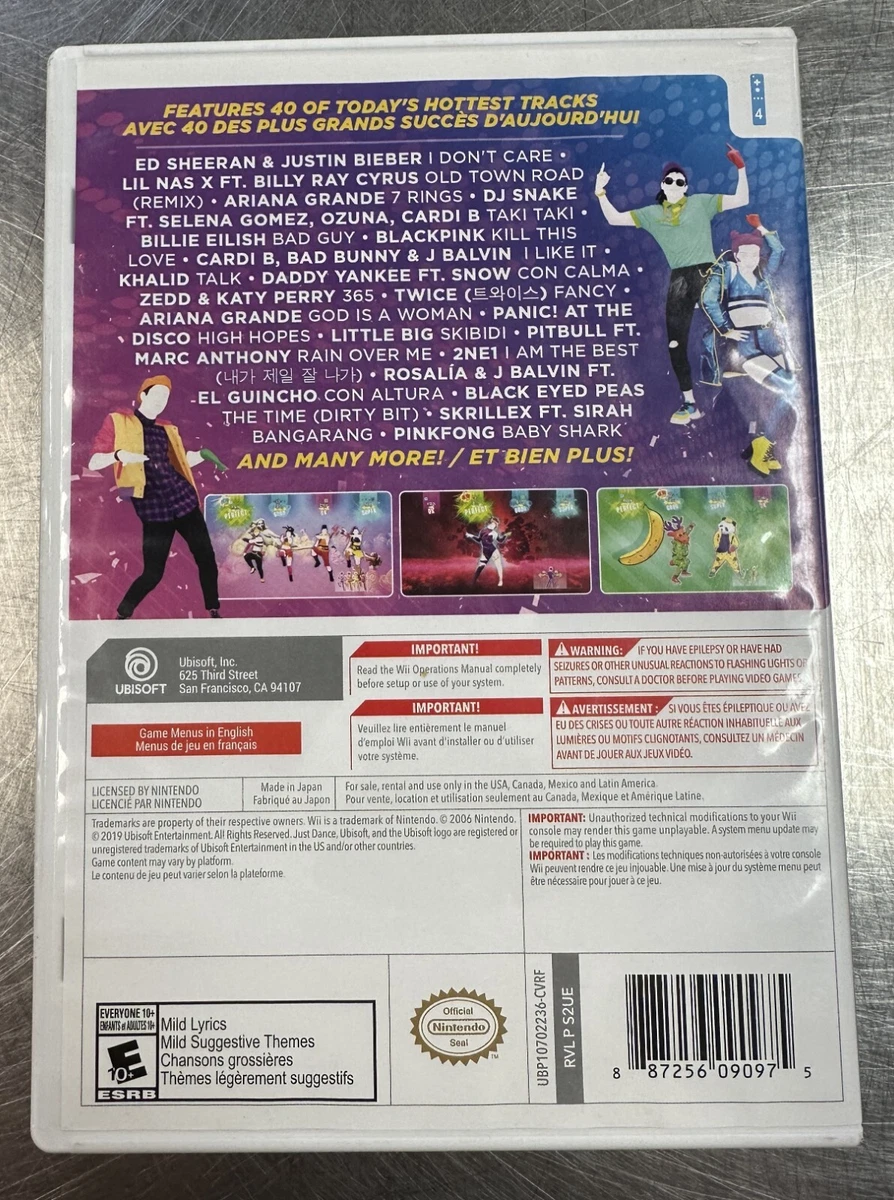 4
FEATURES 40 OF TODAY'S HOTTEST TRACKS
AVEC 40 DES PLUS GRANDS SUCCÈS D'AUJOURD'HUI
ED SHEERAN & JUSTIN BIEBER I DON'T CARE •
LIL NAS X FT. BILLY RAY CYRUS OLD TOWN ROAD
(REMIX) • ARIANA GRANDE 7 RINGS • DJ SNAKE
FT. SELENA GOMEZ, OZUNA, CARDI B TAKI TAKI •
BILLIE EILISH BAD GUY • BLACKPINK KILL THIS
LOVE • CARDI B, BAD BUNNY & J BALVIN I LIKE IT •
KHALID TALK • DADDY YANKEE FT. SNOW CON CALMA •
ZEDD & KATY PERRY 365 • TWICE (트와이스) FANCY •
ARIANA GRANDE GOD IS A WOMAN • PANIC! AT THE
DISCO HIGH HOPES • LITTLE BIG SKIBIDI • PITBULL FT.
MARC ANTHONY RAIN OVER ME • 2NE1 I AM THE BEST
(내가 제일 잘 나가) • ROSALÍA & J BALVIN FT.
EL GUINCHO CON ALTURA • BLACK EYED PEAS
THE TIME (DIRTY BIT) • SKRILLEX FT. SIRAH
BANGARANG • PINKFONG BABY SHARK
AND MANY MORE! / ET BIEN PLUS!
PERFECT
PERFECT
PERFECT
UBISOFT
Ubisoft, Inc.
625 Third Street
San Francisco, CA 94107
Game Menus in English
Menus de jeu en français
IMPORTANT!
Read the Wii Operations Manual completely
before setup or use of your system.
IMPORTANT!
Veuillez lire entièrement le manuel
d'emploi Wii avant d'installer ou d'utiliser
votre système.
WARNING: IF YOU HAVE EPILEPSY OR HAVE HAD
SEIZURES OR OTHER UNUSUAL REACTIONS TO FLASHING LIGHTS OR
PATTERNS, CONSULT A DOCTOR BEFORE PLAYING VIDEO GAMES.
AVERTISSEMENT : SI VOUS ÊTES ÉPILEPTIQUE OU AVEZ
EU DES CRISES OU TOUTE AUTRE RÉACTION INHABITUELLE AUX
LUMIÈRES OU MOTIFS CLIGNOTANTS, CONSULTEZ UN MÉDECIN
AVANT DE JOUER AUX JEUX VIDÉO.
LICENSED BY NINTENDO
LICENCIÉ PAR NINTENDO
Made in Japan
Fabriqué au Japon
For sale, rental and use only in the USA, Canada, Mexico and Latin America.
Pour vente, location et utilisation seulement au Canada, Mexique et Amérique Latine.
Trademarks are property of their respective owners. Wii is a trademark of Nintendo. © 2006 Nintendo.
© 2019 Ubisoft Entertainment. All Rights Reserved. Just Dance, Ubisoft, and the Ubisoft logo are registered or
unregistered trademarks of Ubisoft Entertainment in the US and/or other countries.
Game content may vary by platform.
Le contenu de jeu peut varier selon la plateforme.
IMPORTANT: Unauthorized technical modifications to your Wii
console may render this game unplayable. A system menu update may
be required to play this game.
IMPORTANT : Les modifications techniques non-autorisées à votre console
Wii peuvent rendre ce jeu injouable. Une mise à jour du système menu peut
être nécessaire pour jouer à ce jeu.
EVERYONE 10+
ENFANTS et ADULTES 10+
E
10+
ESRB
Mild Lyrics
Mild Suggestive Themes
Chansons grossières
Thèmes légèrement suggestifs
Official
Nintendo
Seal
TM
UBP10702236-CVRF
RVL P S2UE
8 87256 09097 5